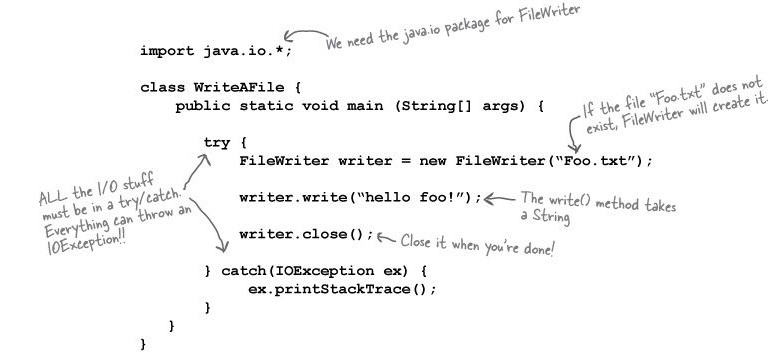 We need the java.io package for FileWriter
import java.io.*;
class WriteAFile {
public static void main (String[] args) {
If the file "Foo.txt" does not
exist, FileWriter will create it.
try {
FileWriter writer = new FileWriter(“Foo.txt”);
ALL the I/O stuff
must be in a try/catch.
Everything can throw an
IOException!!
writer.write(“hello foo!”);
The write() method takes
a String
writer.close();
Close it when you're done!
} catch(IOException ex) {
ex.printStackTrace();
}
}
}